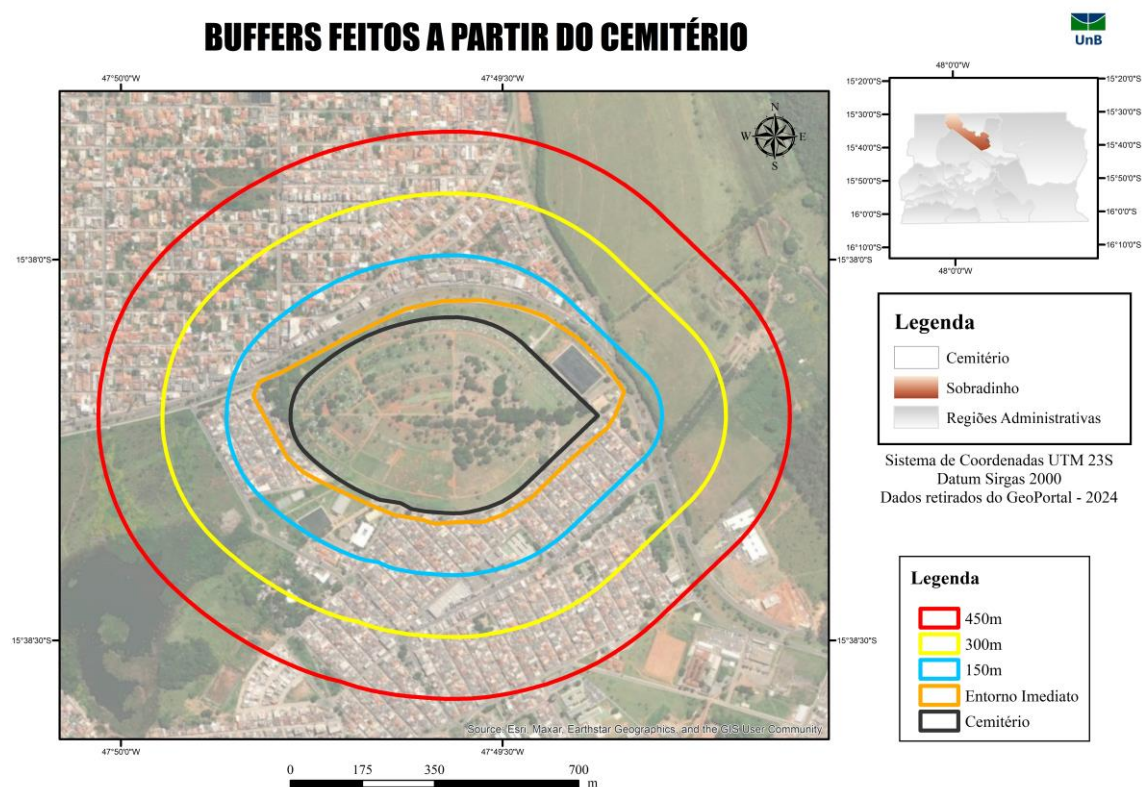 BUFFERS FEITOS A PARTIR DO CEMITÉRIO
UnB
47°50'0"W
47°49'30"W
N
W
E
S
15°38'0"S
15°38'0"S
15°38'30"S
15°38'30"S
Source: Esri, Maxar, Earthstar Geographics, and the GIS User Community
47°50'0"W
47°49'30"W
0 175 350 700
m
48°0'0"W
15°20'0"S
15°20'0"S
15°30'0"S
15°30'0"S
15°40'0"S
15°40'0"S
15°50'0"S
15°50'0"S
16°0'0"S
16°0'0"S
16°10'0"S
16°10'0"S
48°0'0"W
Legenda
Cemitério
Sobradinho
Regiões Administrativas
Sistema de Coordenadas UTM 23S
Datum Sirgas 2000
Dados retirados do GeoPortal - 2024
Legenda
450m
300m
150m
Entorno Imediato
Cemitério